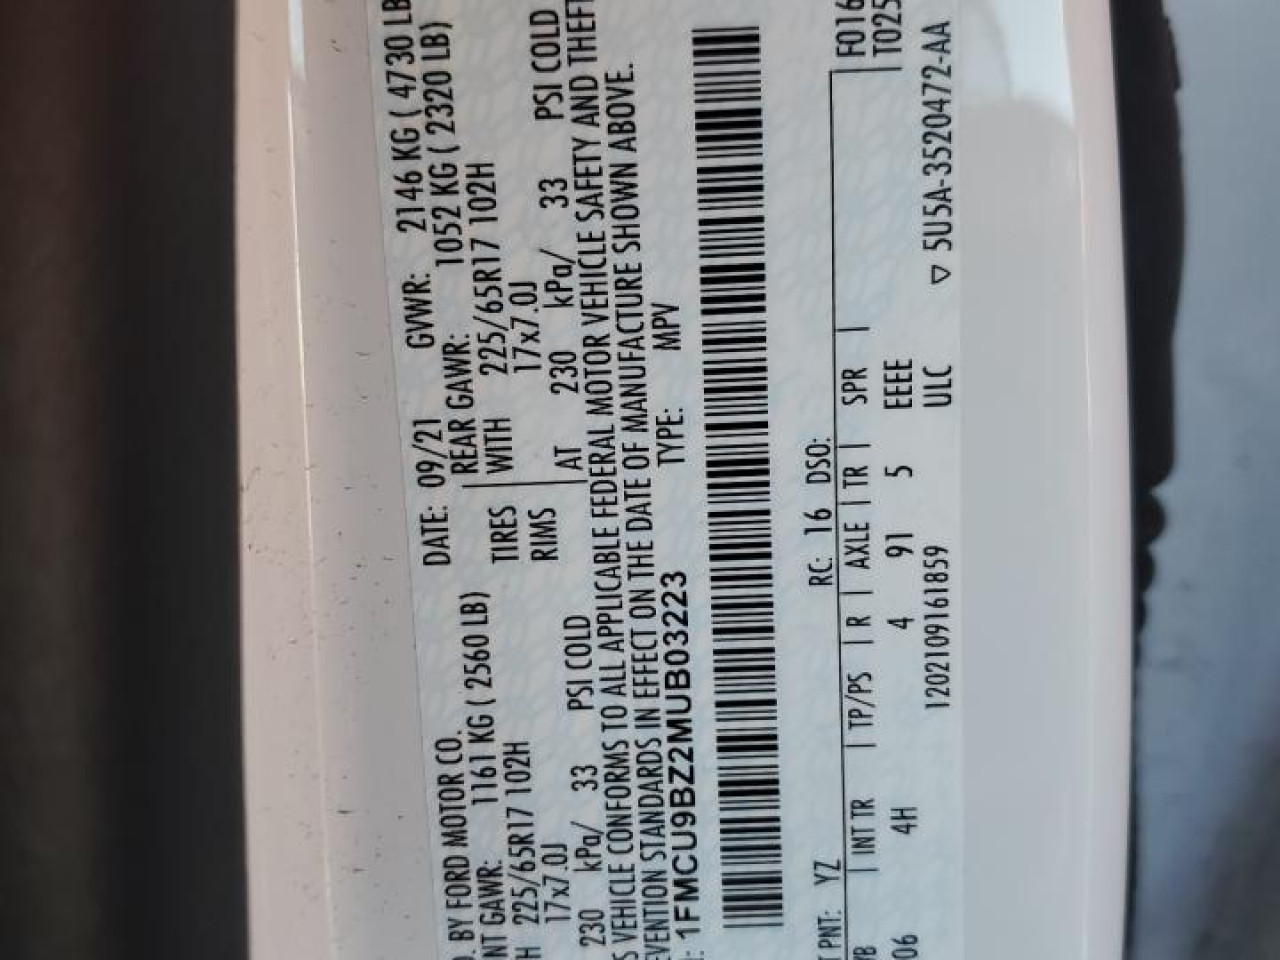 . BY FORD MOTOR CO. DATE: 09/21 GVWR: 2146 KG ( 4730 LB
NT GAWR: 1161 KG ( 2560 LB) REAR GAWR: 1052 KG ( 2320 LB)
H 225/65R17 102H TIRES WITH 225/65R17 102H
17x7.0J RIMS 17x7.0J
230 kPa/ 33 PSI COLD AT 230 kPa/ 33 PSI COLD
S VEHICLE CONFORMS TO ALL APPLICABLE FEDERAL MOTOR VEHICLE SAFETY AND THEFT
EVENTION STANDARDS IN EFFECT ON THE DATE OF MANUFACTURE SHOWN ABOVE.
: 1FMCU9BZ2MUB03223 TYPE: MPV
T PNT: YZ RC: 16 DSO:
B | INT TR | TP/PS | R | AXLE | TR | SPR | F016
06 4H 4 91 5 EEEE T025
1202109161859 ULC ▽ 5U5A-3520472-AA